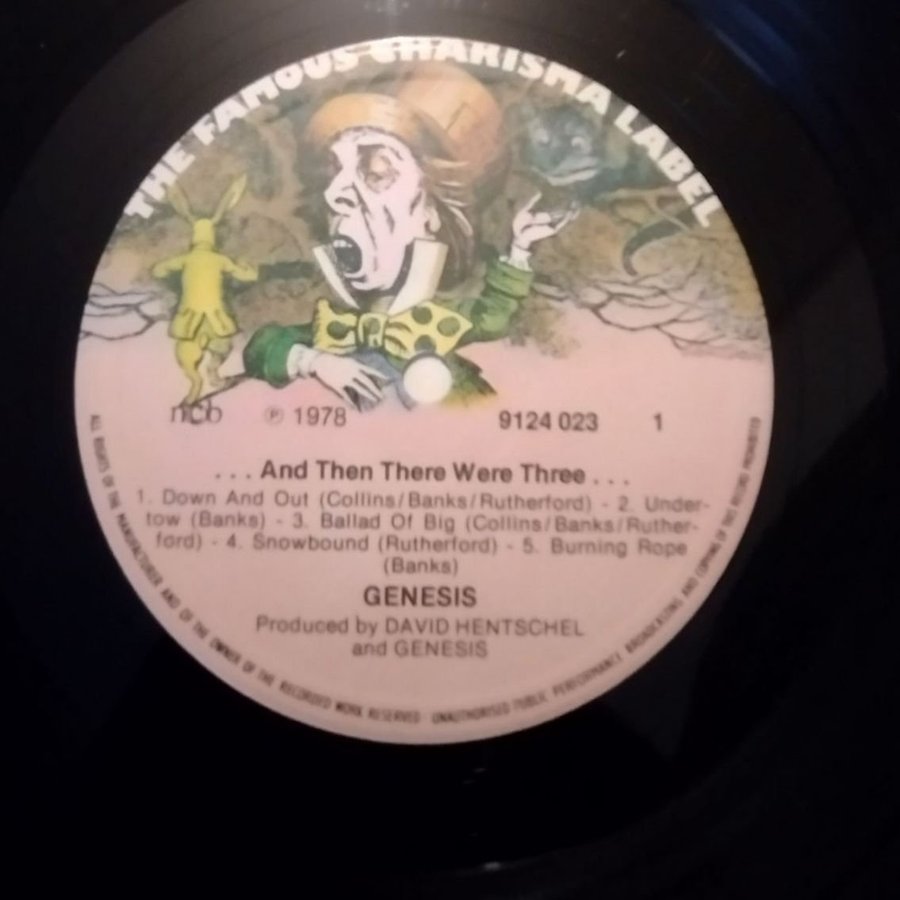 THE FAMOUS CHARISMA LABEL
ncb ℗ 1978 9124 023 1
. . . And Then There Were Three . . .
1. Down And Out (Collins/Banks/Rutherford) - 2. Under-
tow (Banks) - 3. Ballad Of Big (Collins/Banks/Ruther-
ford) - 4. Snowbound (Rutherford) - 5. Burning Rope
(Banks)
GENESIS
Produced by DAVID HENTSCHEL
and GENESIS
ALL RIGHTS OF THE MANUFACTURER AND OF THE OWNER OF THE RECORDED WORK RESERVED · UNAUTHORISED PUBLIC PERFORMANCE BROADCASTING AND COPYING OF THIS RECORD PROHIBITED